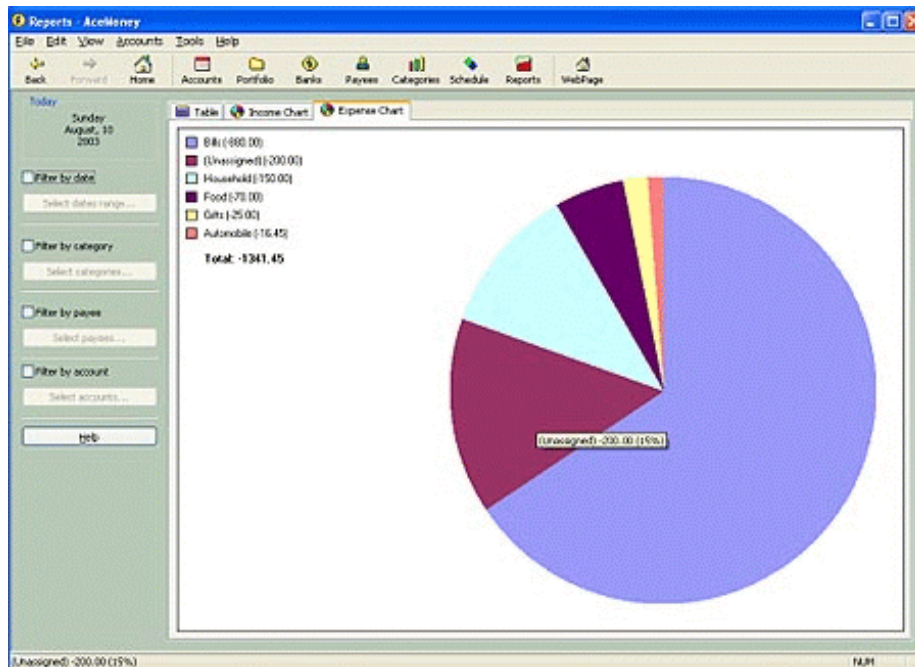 Reports - AceMoney
File Edit View Accounts Tools Help
Back Forward Home Accounts Portfolio Banks Payees Categories Schedule Reports WebPage
Today
Sunday
August, 10
2003
Filter by date
Select dates range...
Filter by category
Select categories...
Filter by payee
Select payees...
Filter by account
Select accounts...
Help
Table Income Chart Expense Chart
Bills (-880.00)
(Unassigned) (-200.00)
Household (-150.00)
Food (-70.00)
Gifts (-25.00)
Automobile (-16.45)
Total: -1341.45
(Unassigned) -200.00 (15%)
(Unassigned) -200.00 (15%)
NUM